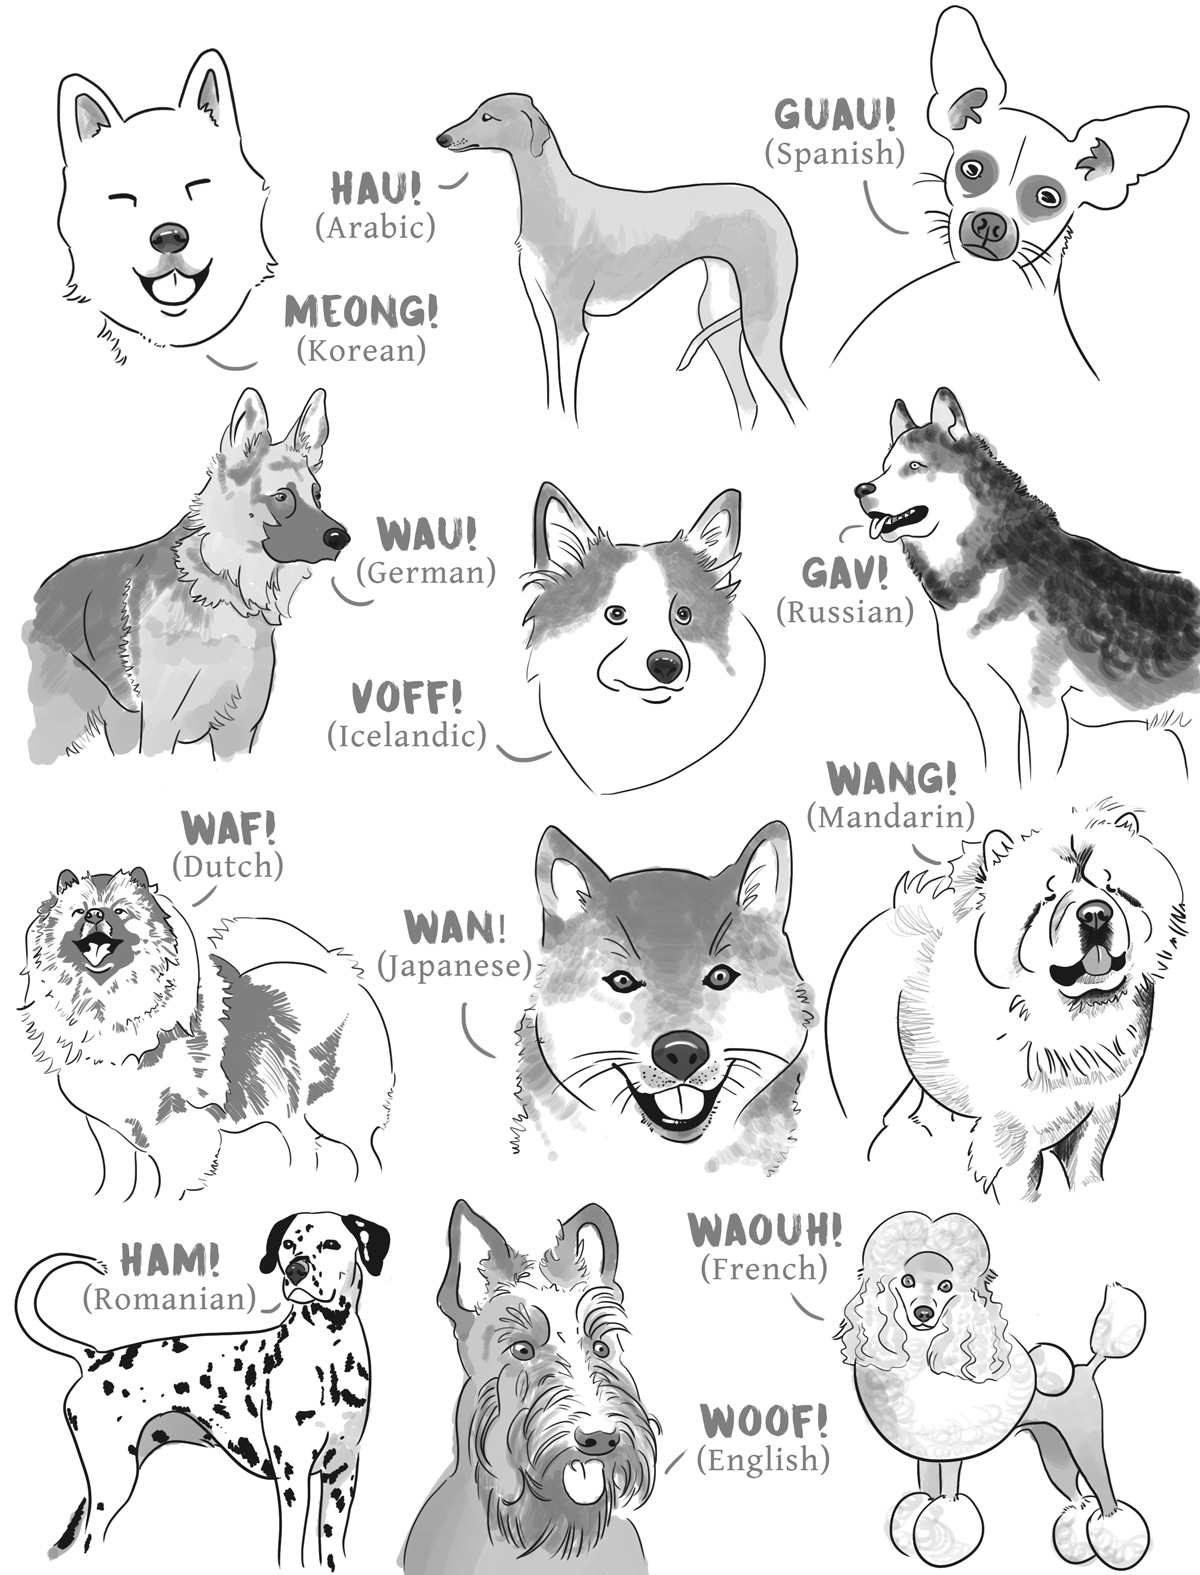 GUAU!
(Spanish)
HAU!
(Arabic)
MEONG!
(Korean)
WAU!
(German)
GAV!
(Russian)
VOFF!
(Icelandic)
WANG!
(Mandarin)
WAF!
(Dutch)
WAN!
(Japanese)
WAOUH!
(French)
HAM!
(Romanian)
WOOF!
(English)